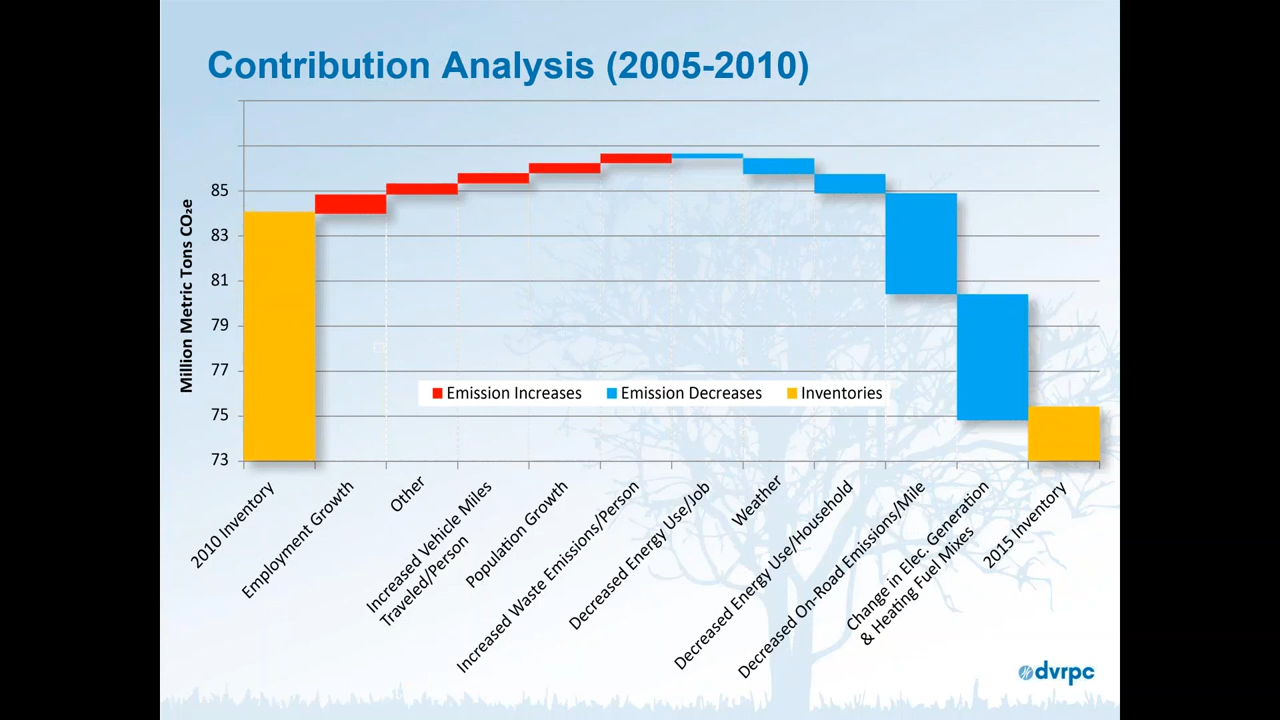 Contribution Analysis (2005-2010)
Million Metric Tons CO₂e
85
83
81
79
77
75
73
Emission Increases
Emission Decreases
Inventories
2010 Inventory
Employment Growth
Other
Increased Vehicle Miles
Traveled/Person
Population Growth
Increased Waste Emissions/Person
Decreased Energy Use/Job
Weather
Decreased Energy Use/Household
Decreased On-Road Emissions/Mile
Change in Elec. Generation
& Heating Fuel Mixes
2015 Inventory
dvrpc